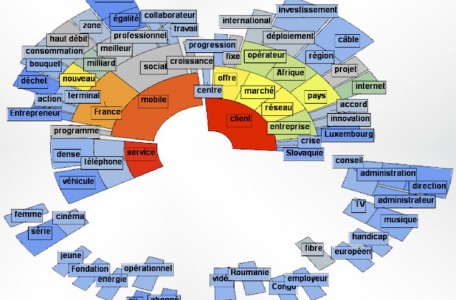 investissement
international
collaborateur
égalité
zone
travail
déploiement
câble
professionnel
haut débit
progression
meilleur
consommation
fixe
opérateur
région
croissance
bouquet
milliard
social
Afrique
projet
déchet
nouveau
offre
internet
terminal
centre
marché
pays
action
mobile
réseau
accord
Entrepreneur
France
client
innovation
entreprise
programme
Luxembourg
crise
dense
service
Slovaquie
téléphone
conseil
véhicule
administration
direction
administrateur
TV
femme
cinéma
musique
série
handicap
libre
européen
jeune
Fondation
opérationnel
Roumanie
énergie
employeur
Congo